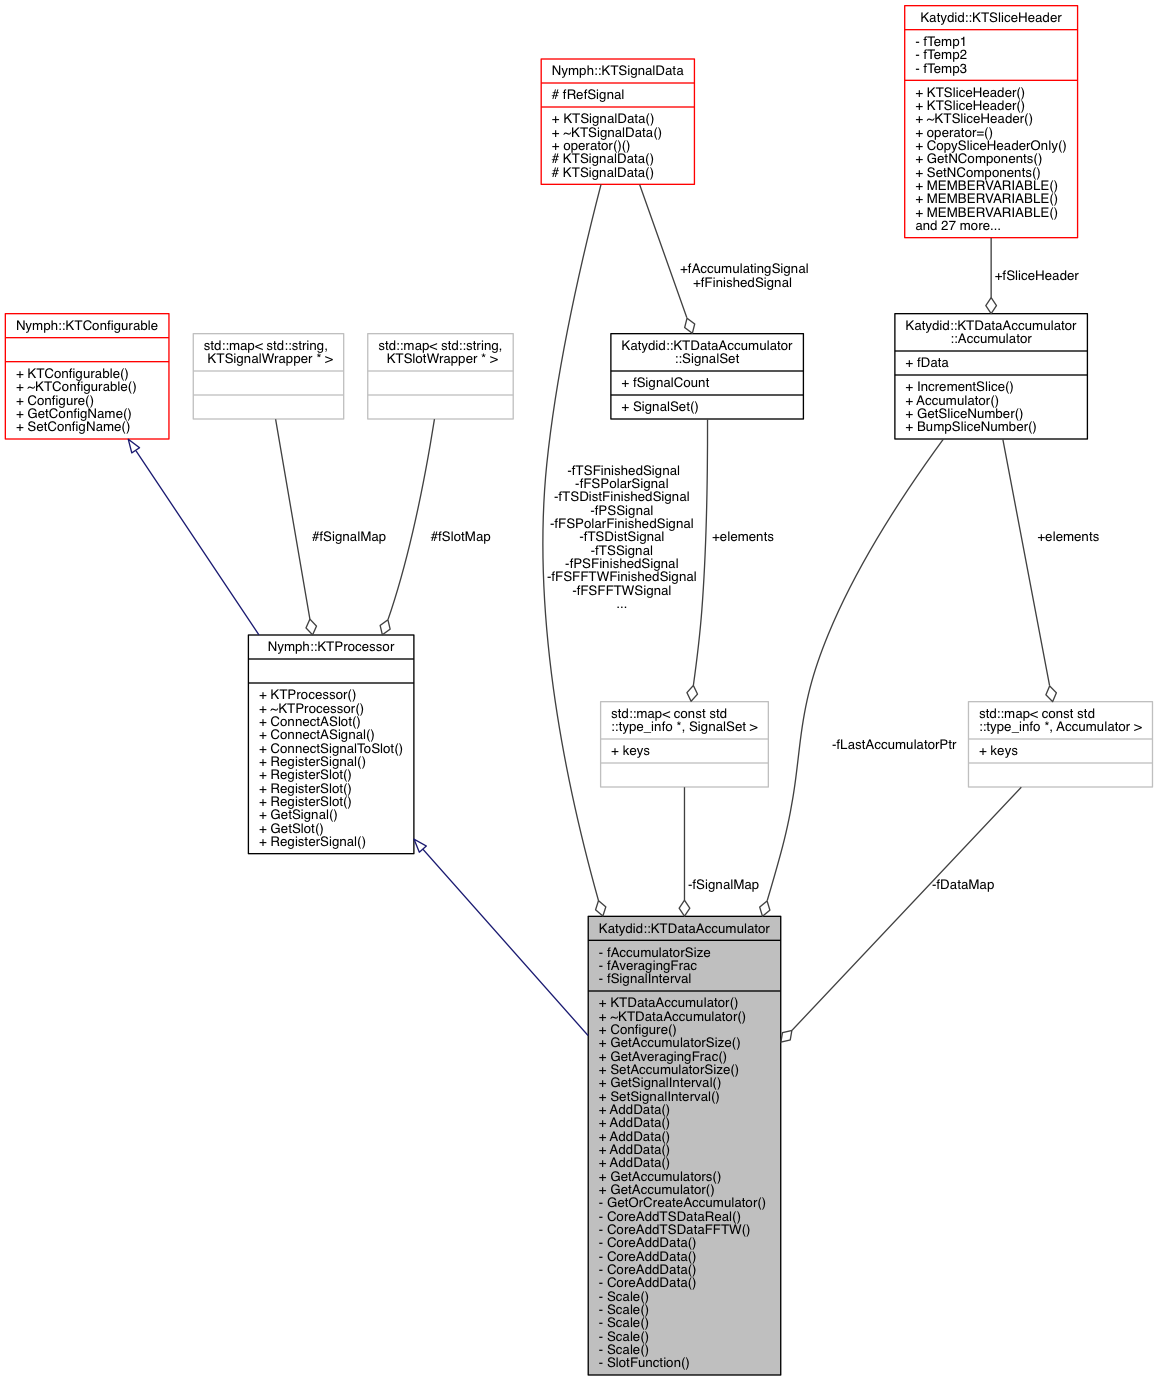 Katydid::KTSliceHeader
- fTemp1
- fTemp2
- fTemp3
+ KTSliceHeader()
+ KTSliceHeader()
+ ~KTSliceHeader()
+ operator=()
+ CopySliceHeaderOnly()
+ GetNComponents()
+ SetNComponents()
+ MEMBERVARIABLE()
+ MEMBERVARIABLE()
+ MEMBERVARIABLE()
and 27 more...
Nymph::KTSignalData
# fRefSignal
+ KTSignalData()
+ ~KTSignalData()
+ operator()()
# KTSignalData()
# KTSignalData()
+fAccumulatingSignal
+fFinishedSignal
+fSliceHeader
Nymph::KTConfigurable
+ KTConfigurable()
+ ~KTConfigurable()
+ Configure()
+ GetConfigName()
+ SetConfigName()
std::map< std::string,
KTSignalWrapper * >
std::map< std::string,
KTSlotWrapper * >
Katydid::KTDataAccumulator
::SignalSet
+ fSignalCount
+ SignalSet()
Katydid::KTDataAccumulator
::Accumulator
+ fData
+ IncrementSlice()
+ Accumulator()
+ GetSliceNumber()
+ BumpSliceNumber()
#fSignalMap
#fSlotMap
-fTSFinishedSignal
-fFSPolarSignal
-fTSDistFinishedSignal
-fPSSignal
-fFSPolarFinishedSignal
-fTSDistSignal
-fTSSignal
-fPSFinishedSignal
-fFSFFTWFinishedSignal
-fFSFFTWSignal
...
+elements
+elements
Nymph::KTProcessor
+ KTProcessor()
+ ~KTProcessor()
+ ConnectASlot()
+ ConnectASignal()
+ ConnectSignalToSlot()
+ RegisterSignal()
+ RegisterSlot()
+ RegisterSlot()
+ RegisterSlot()
+ GetSignal()
+ GetSlot()
+ RegisterSignal()
std::map< const std
::type_info *, SignalSet >
+ keys
-fLastAccumulatorPtr
std::map< const std
::type_info *, Accumulator >
+ keys
-fSignalMap
-fDataMap
Katydid::KTDataAccumulator
- fAccumulatorSize
- fAveragingFrac
- fSignalInterval
+ KTDataAccumulator()
+ ~KTDataAccumulator()
+ Configure()
+ GetAccumulatorSize()
+ GetAveragingFrac()
+ SetAccumulatorSize()
+ GetSignalInterval()
+ SetSignalInterval()
+ AddData()
+ AddData()
+ AddData()
+ AddData()
+ AddData()
+ GetAccumulators()
+ GetAccumulator()
- GetOrCreateAccumulator()
- CoreAddTSDataReal()
- CoreAddTSDataFFTW()
- CoreAddData()
- CoreAddData()
- CoreAddData()
- CoreAddData()
- Scale()
- Scale()
- Scale()
- Scale()
- Scale()
- SlotFunction()